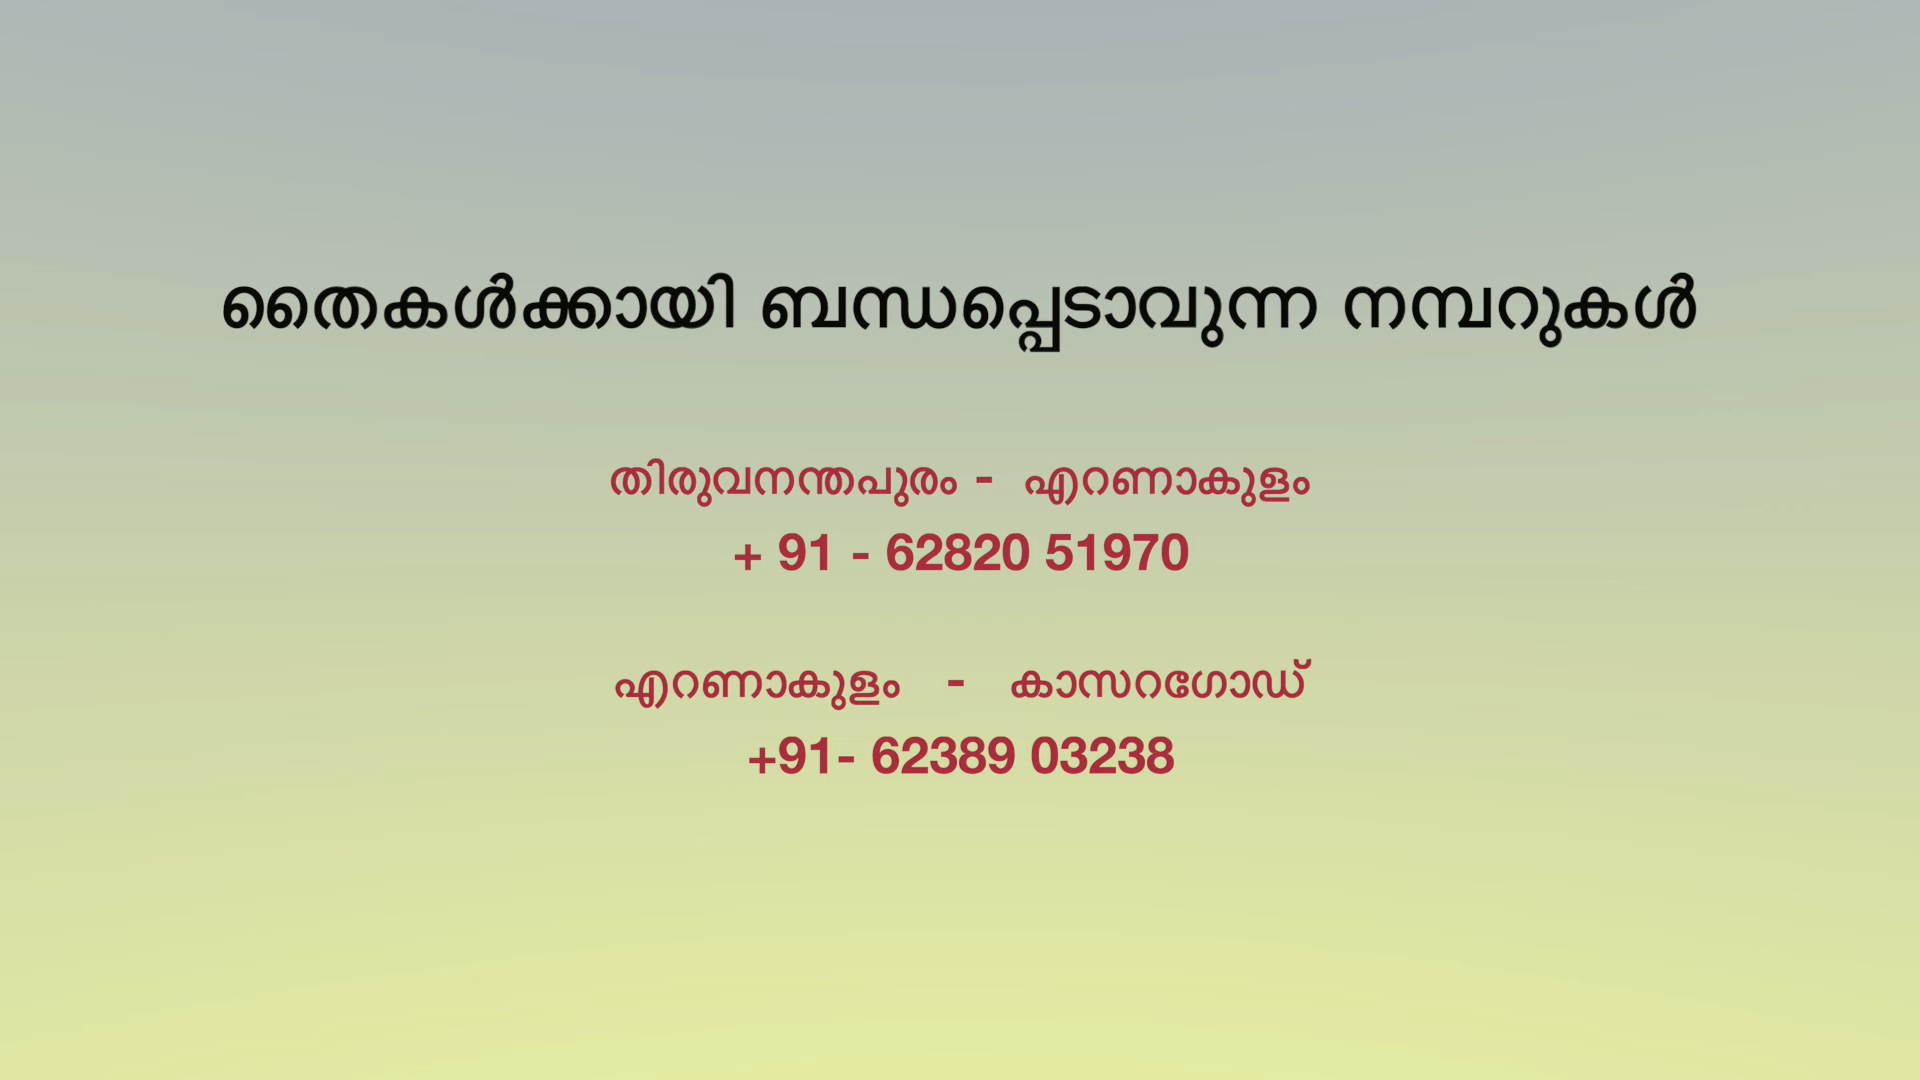 തൈകൾക്കായി ബന്ധപ്പെടാവുന്ന നമ്പറുകൾ
തിരുവനന്തപുരം - എറണാകുളം
+ 91 - 62820 51970
എറണാകുളം - കാസറഗോഡ്
+91- 62389 03238